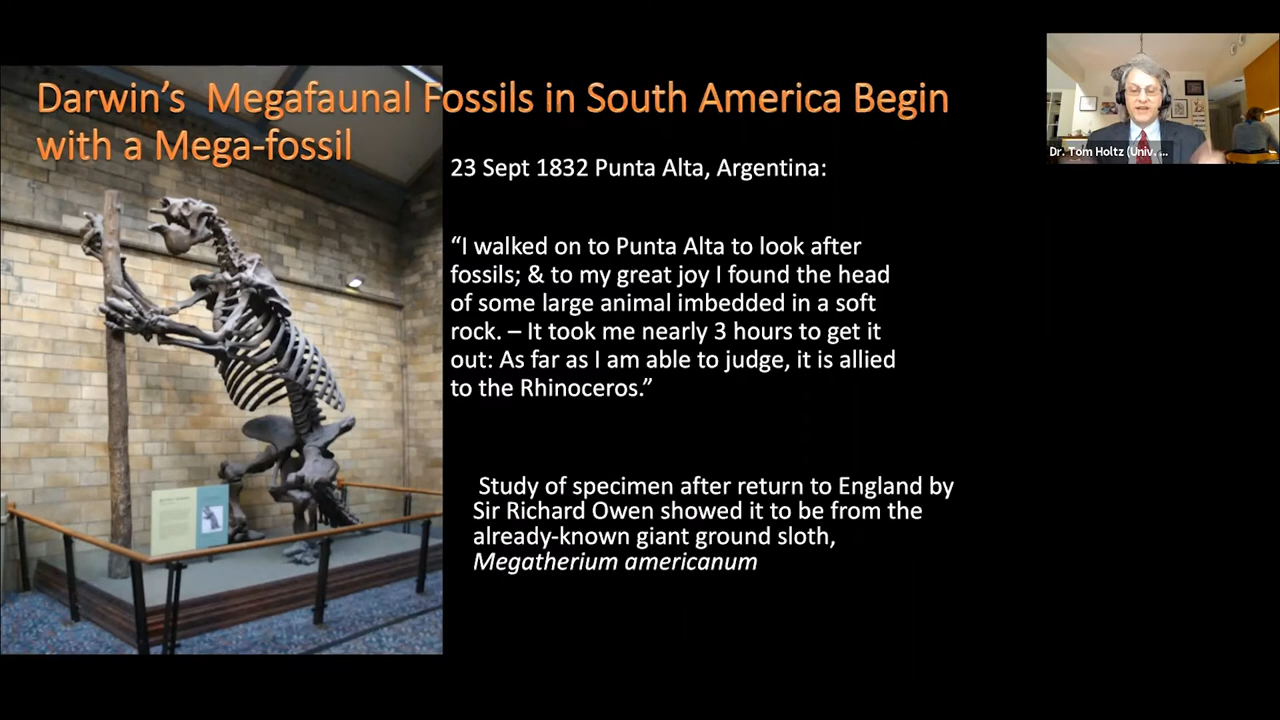 Darwin's  Megafaunal Fossils in South America Begin
with a Mega-fossil
Dr. Tom Holtz (Univ. ...
23 Sept 1832 Punta Alta, Argentina:
“I walked on to Punta Alta to look after
fossils; & to my great joy I found the head
of some large animal imbedded in a soft
rock. – It took me nearly 3 hours to get it
out: As far as I am able to judge, it is allied
to the Rhinoceros.”
Study of specimen after return to England by
Sir Richard Owen showed it to be from the
already-known giant ground sloth,
Megatherium americanum